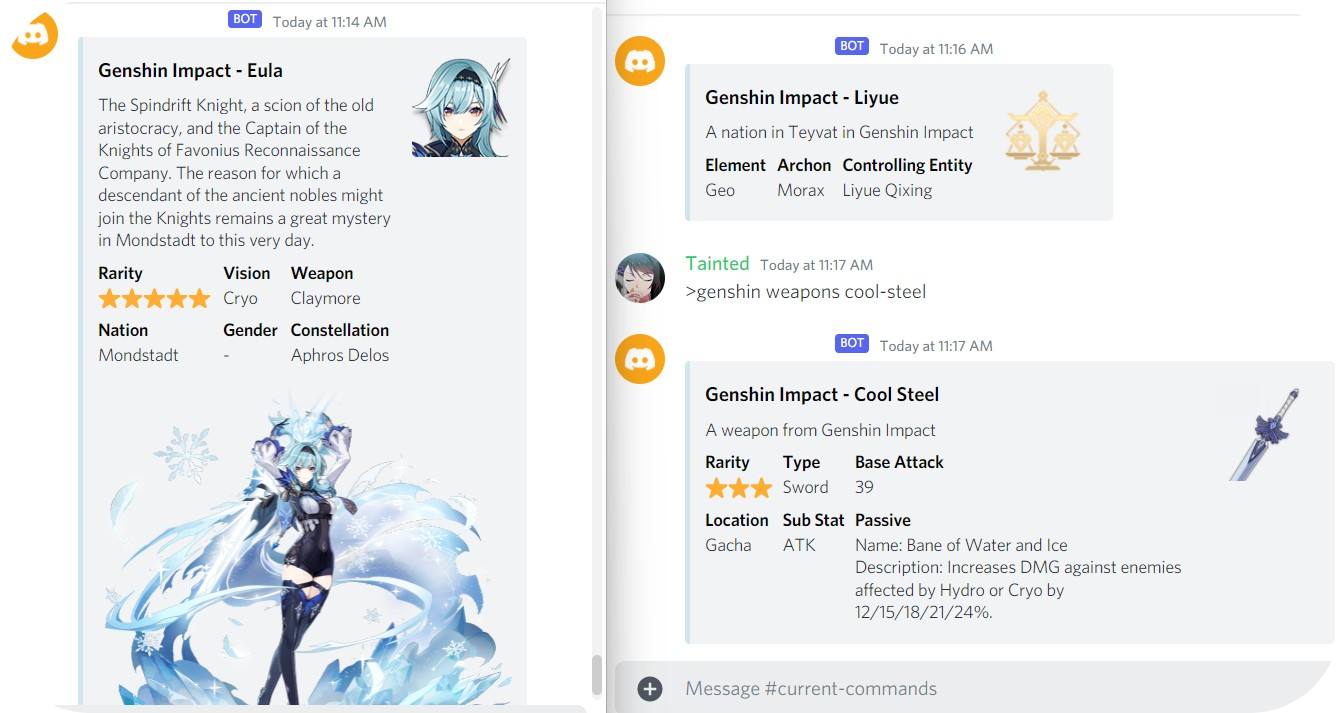 BOT Today at 11:14 AM
Genshin Impact - Eula
The Spindrift Knight, a scion of the old
aristocracy, and the Captain of the
Knights of Favonius Reconnaissance
Company. The reason for which a
descendant of the ancient nobles might
join the Knights remains a great mystery
in Mondstadt to this very day.
Rarity Vision Weapon
Cryo Claymore
Nation Gender Constellation
Mondstadt - Aphros Delos
BOT Today at 11:16 AM
Genshin Impact - Liyue
A nation in Teyvat in Genshin Impact
Element Archon Controlling Entity
Geo Morax Liyue Qixing
Tainted Today at 11:17 AM
>genshin weapons cool-steel
BOT Today at 11:17 AM
Genshin Impact - Cool Steel
A weapon from Genshin Impact
Rarity Type Base Attack
Sword 39
Location Sub Stat Passive
Gacha ATK Name: Bane of Water and Ice
Description: Increases DMG against enemies
affected by Hydro or Cryo by
12/15/18/21/24%.
Message #current-commands